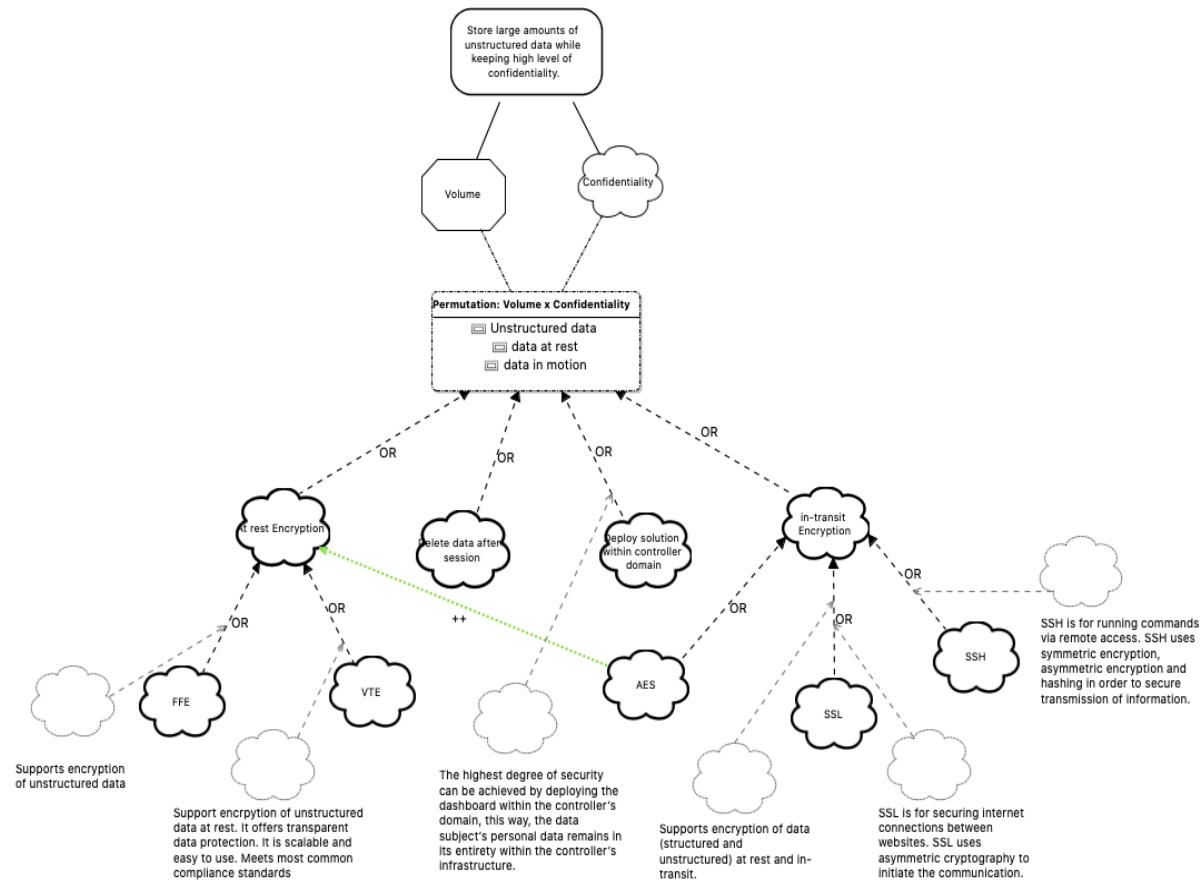 Store large amounts of
unstructured data while
keeping high level of
confidentiality.
Volume
Confidentiality
Permutation: Volume x Confidentiality
Unstructured data
data at rest
data in motion
OR
OR
OR
OR
t rest Encryption
elete data after
session
eploy solution
within controller
domain
in-transit
Encryption
++
OR
OR
OR
OR
OR
FFE
VTE
AES
SSL
SSH
SSH is for running commands
via remote access. SSH uses
symmetric encryption,
asymmetric encryption and
hashing in order to secure
transmission of information.
Supports encryption
of unstructured data
Support encrpytion of unstructured
data at rest. It offers transparent
data protection. It is scalable and
easy to use. Meets most common
compliance standards
The highest degree of security
can be achieved by deploying the
dashboard within the controller's
domain, this way, the data
subject's personal data remains in
its entirety within the controller's
infrastructure.
Supports encryption of data
(structured and
unstructured) at rest and in-
transit.
SSL is for securing internet
connections between
websites. SSL uses
asymmetric cryptography to
initiate the communication.